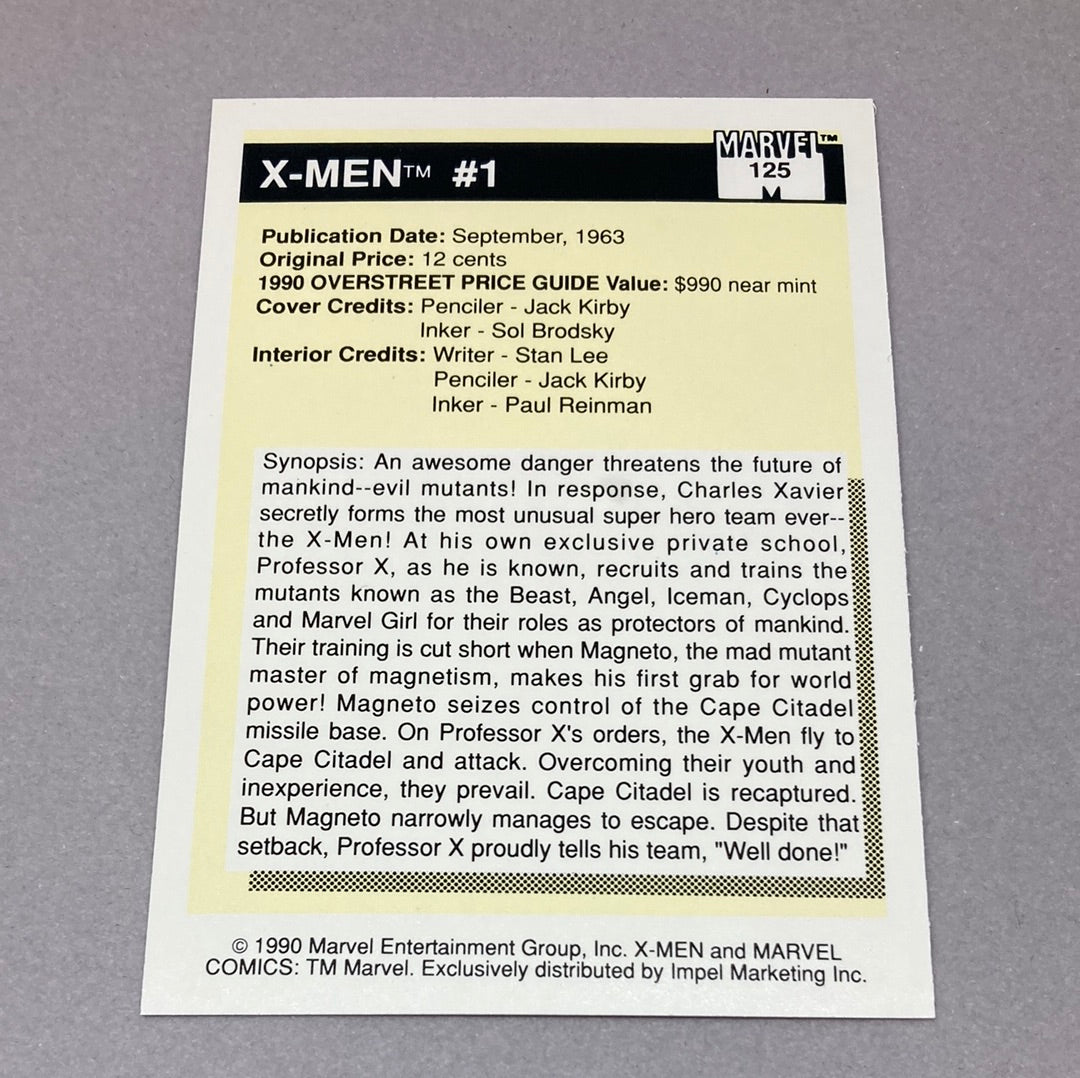 X-MEN™ #1
MARVEL™
125
Publication Date: September, 1963
Original Price: 12 cents
1990 OVERSTREET PRICE GUIDE Value: $990 near mint
Cover Credits: Penciler - Jack Kirby
Inker - Sol Brodsky
Interior Credits: Writer - Stan Lee
Penciler - Jack Kirby
Inker - Paul Reinman
Synopsis: An awesome danger threatens the future of
mankind--evil mutants! In response, Charles Xavier
secretly forms the most unusual super hero team ever--
the X-Men! At his own exclusive private school,
Professor X, as he is known, recruits and trains the
mutants known as the Beast, Angel, Iceman, Cyclops
and Marvel Girl for their roles as protectors of mankind.
Their training is cut short when Magneto, the mad mutant
master of magnetism, makes his first grab for world
power! Magneto seizes control of the Cape Citadel
missile base. On Professor X's orders, the X-Men fly to
Cape Citadel and attack. Overcoming their youth and
inexperience, they prevail. Cape Citadel is recaptured.
But Magneto narrowly manages to escape. Despite that
setback, Professor X proudly tells his team, "Well done!"
© 1990 Marvel Entertainment Group, Inc. X-MEN and MARVEL
COMICS: TM Marvel. Exclusively distributed by Impel Marketing Inc.